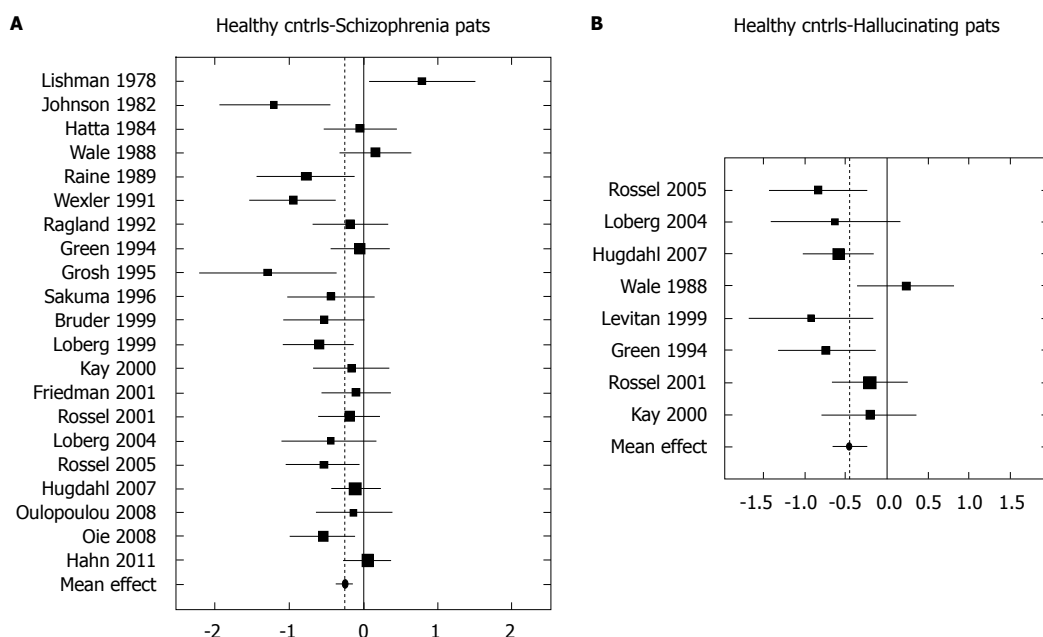 A
Healthy cntrls-Schizophrenia pats
Lishman 1978
Johnson 1982
Hatta 1984
Wale 1988
Raine 1989
Wexler 1991
Ragland 1992
Green 1994
Grosh 1995
Sakuma 1996
Bruder 1999
Loberg 1999
Kay 2000
Friedman 2001
Rossel 2001
Loberg 2004
Rossel 2005
Hugdahl 2007
Oulopoulou 2008
Oie 2008
Hahn 2011
Mean effect
-2 -1 0 1 2
B
Healthy cntrls-Hallucinating pats
Rossel 2005
Loberg 2004
Hugdahl 2007
Wale 1988
Levitan 1999
Green 1994
Rossel 2001
Kay 2000
Mean effect
-1.5 -1.0 -0.5 0.0 0.5 1.0 1.5